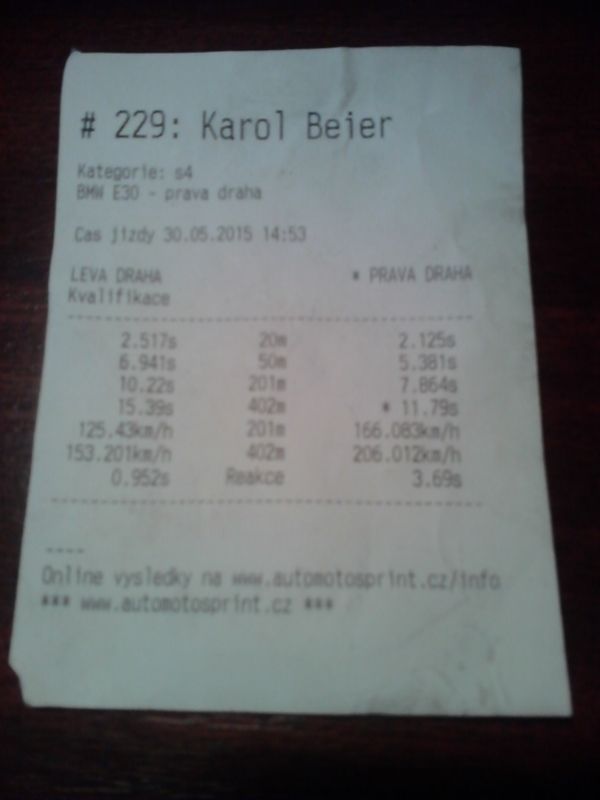 # 229: Karol Beier
Kategorie: s4
BMW E30 - prava draha
Cas jizdy 30.05.2015 14:53
LEVA DRAHA * PRAVA DRAHA
Kvalifikace
--------------------------------------------
2.517s 20m 2.125s
6.941s 50m 5.381s
10.22s 201m 7.864s
15.39s 402m * 11.79s
125.43km/h 201m 166.083km/h
153.201km/h 402m 206.012km/h
0.952s Reakce 3.69s
--------------------------------------------
----
Online vysledky na www.automotosprint.cz/info
*** www.automotosprint.cz ***